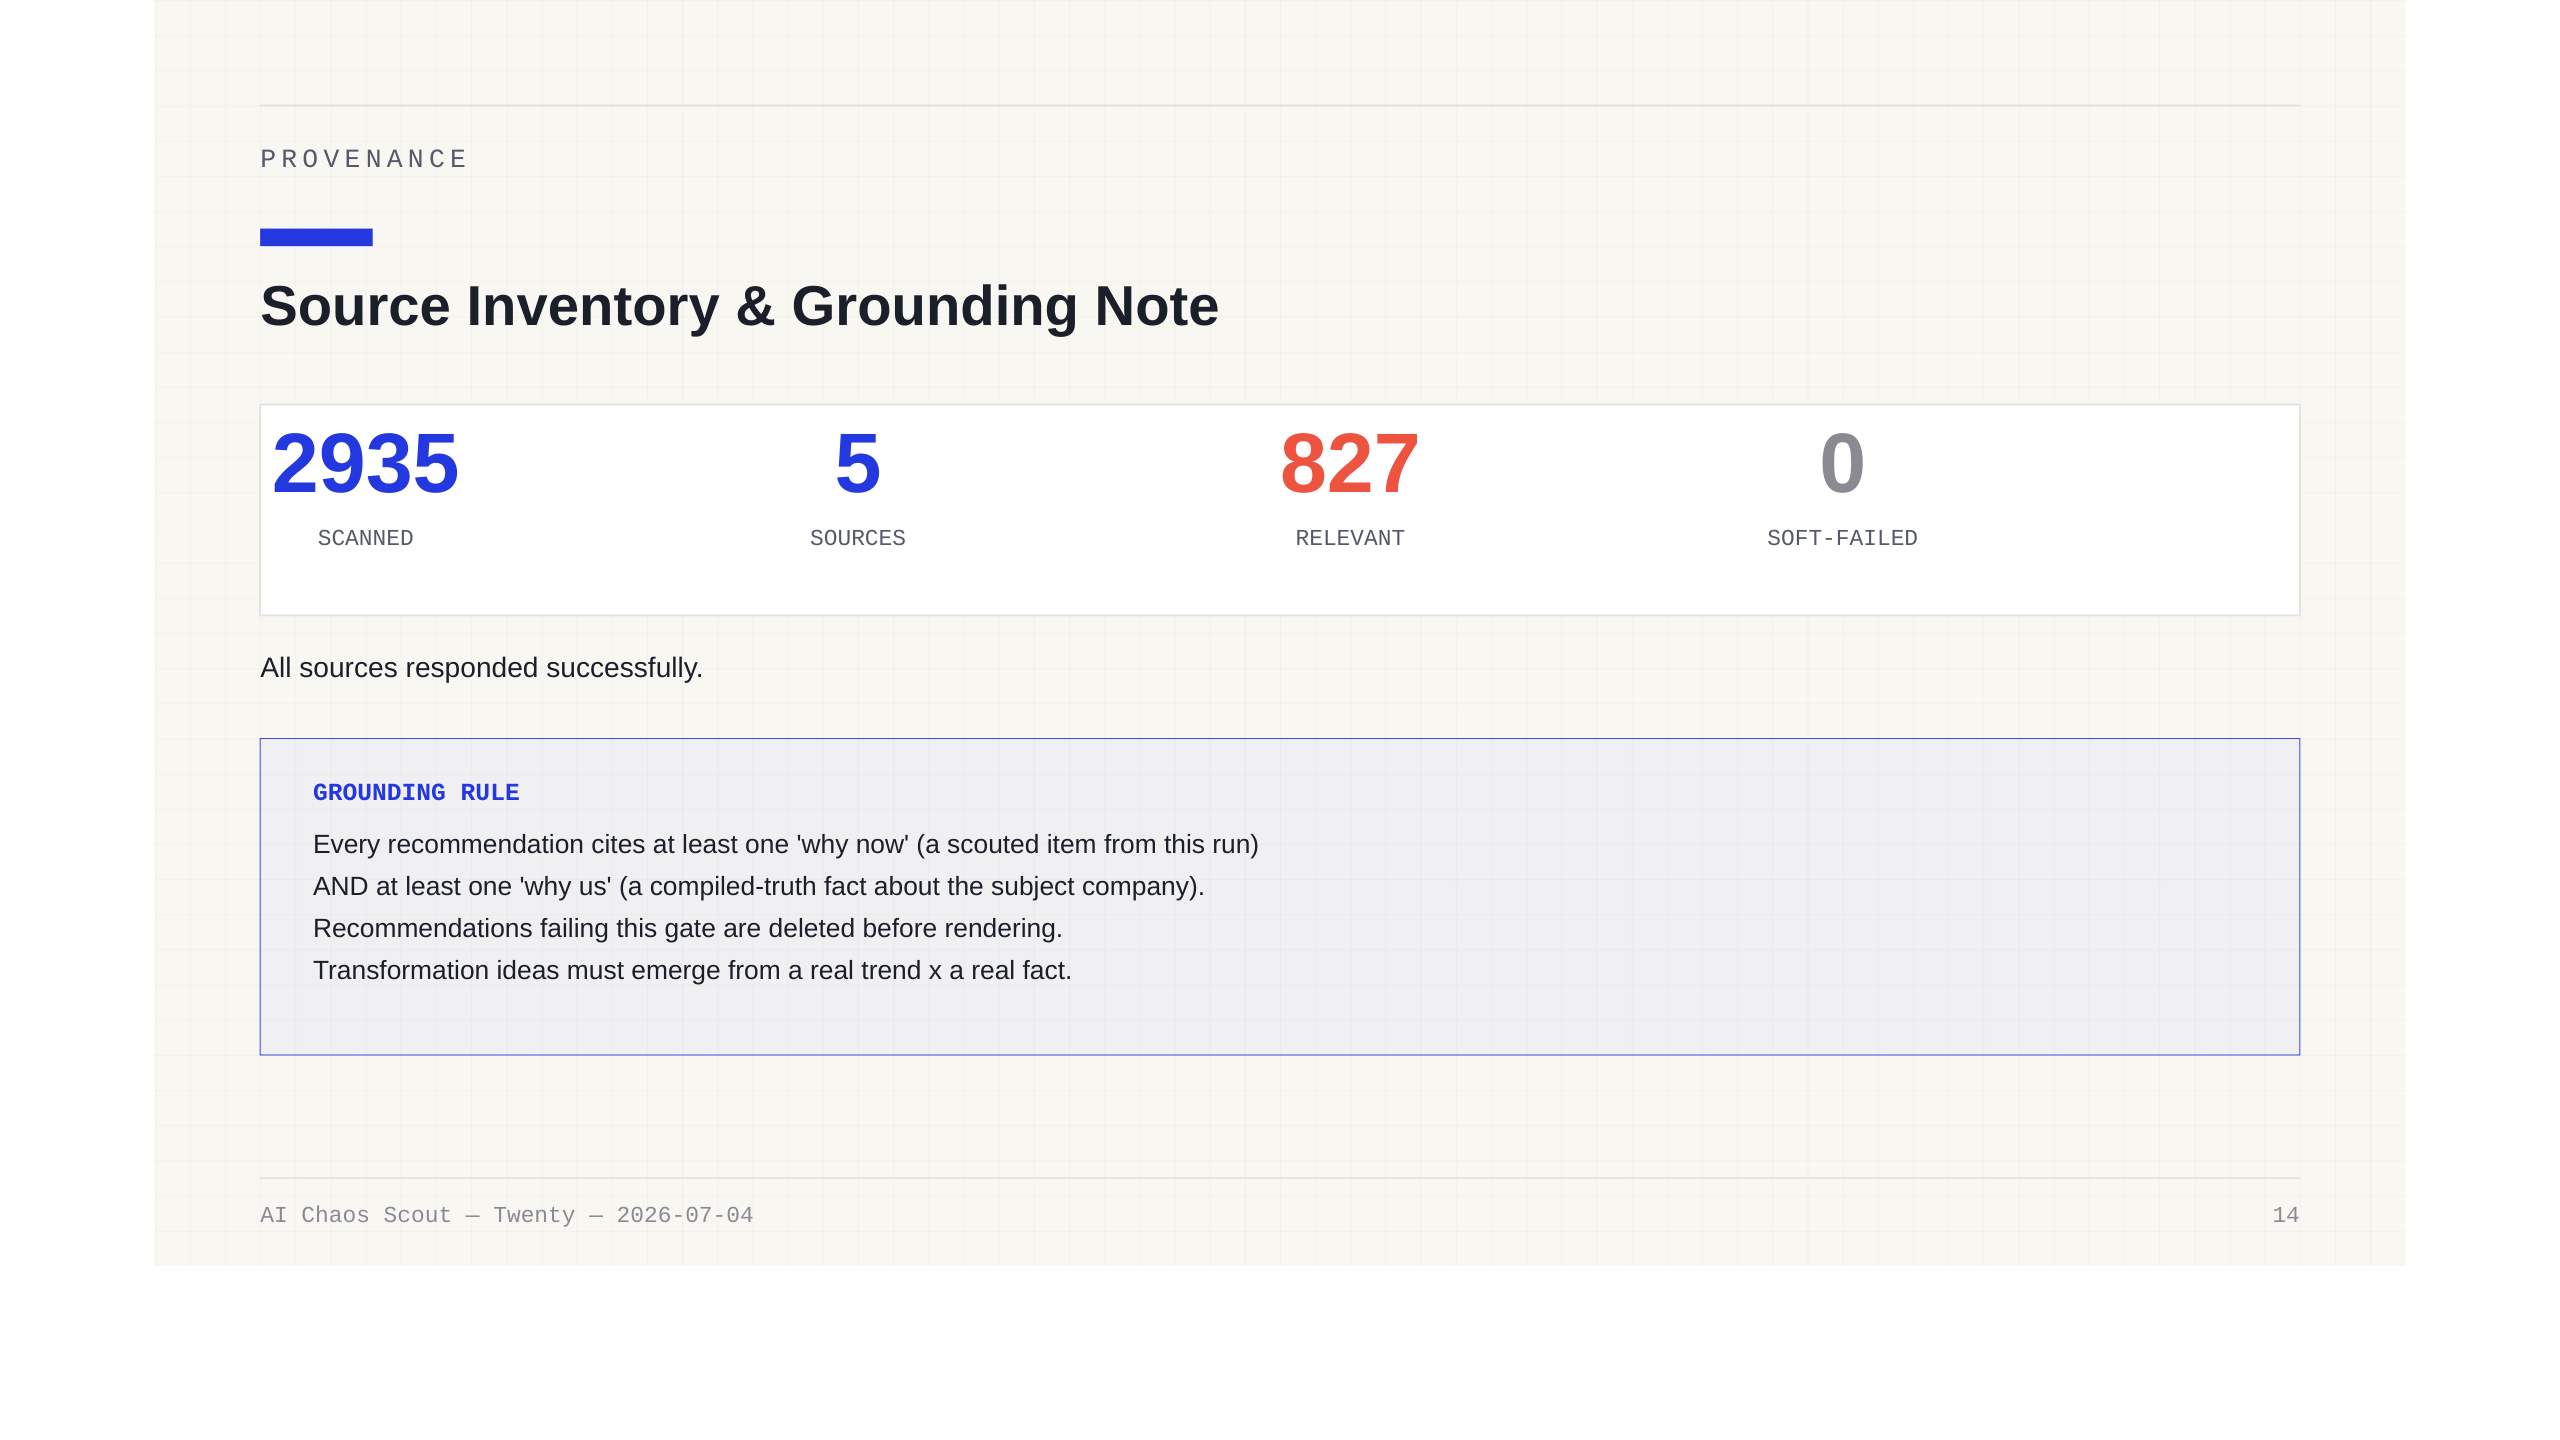 PROVENANCE
Source Inventory & Grounding Note
2935 5 827 0
SCANNED SOURCES RELEVANT SOFT-FAILED
All sources responded successfully.
GROUNDING RULE
Every recommendation cites at least one 'why now' (a scouted item from this run)
AND at least one 'why us' (a compiled-truth fact about the subject company).
Recommendations failing this gate are deleted before rendering.
Transformation ideas must emerge from a real trend x a real fact.
AI Chaos Scout — Twenty — 2026-07-04 14